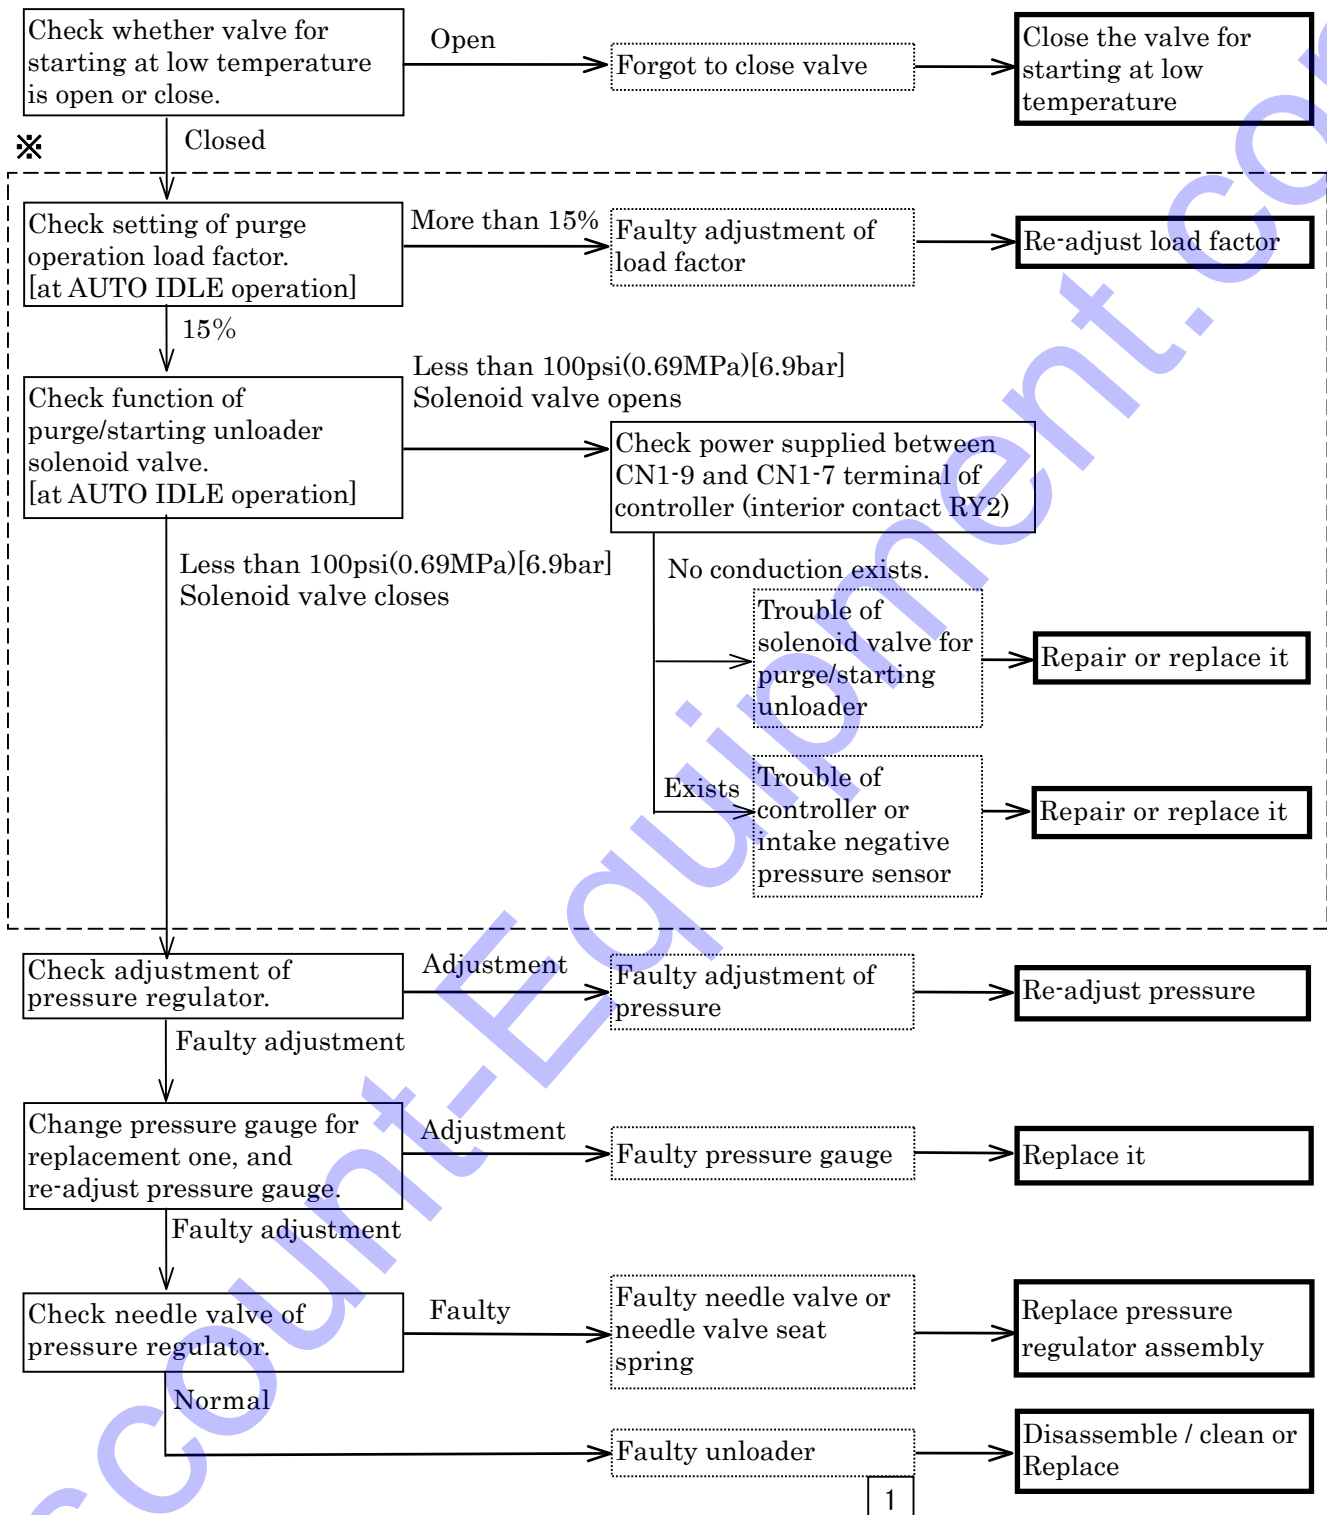 Check whether valve for
starting at low temperature
is open or close.
Open
Forgot to close valve
Close the valve for
starting at low
temperature
※
Closed
Check setting of purge
operation load factor.
[at AUTO IDLE operation]
More than 15%
Faulty adjustment of
load factor
Re-adjust load factor
15%
Check function of
purge/starting unloader
solenoid valve.
[at AUTO IDLE operation]
Less than 100psi(0.69MPa)[6.9bar]
Solenoid valve opens
Check power supplied between
CN1-9 and CN1-7 terminal of
controller (interior contact RY2)
Less than 100psi(0.69MPa)[6.9bar]
Solenoid valve closes
No conduction exists.
Trouble of
solenoid valve for
purge/starting
unloader
Repair or replace it
Exists
Trouble of
controller or
intake negative
pressure sensor
Repair or replace it
Check adjustment of
pressure regulator.
Adjustment
Faulty adjustment of
pressure
Re-adjust pressure
Faulty adjustment
Change pressure gauge for
replacement one, and
re-adjust pressure gauge.
Adjustment
Faulty pressure gauge
Replace it
Faulty adjustment
Check needle valve of
pressure regulator.
Faulty
Faulty needle valve or
needle valve seat
spring
Replace pressure
regulator assembly
Normal
Faulty unloader
Disassemble / clean or
Replace
1
count-Equipment.co